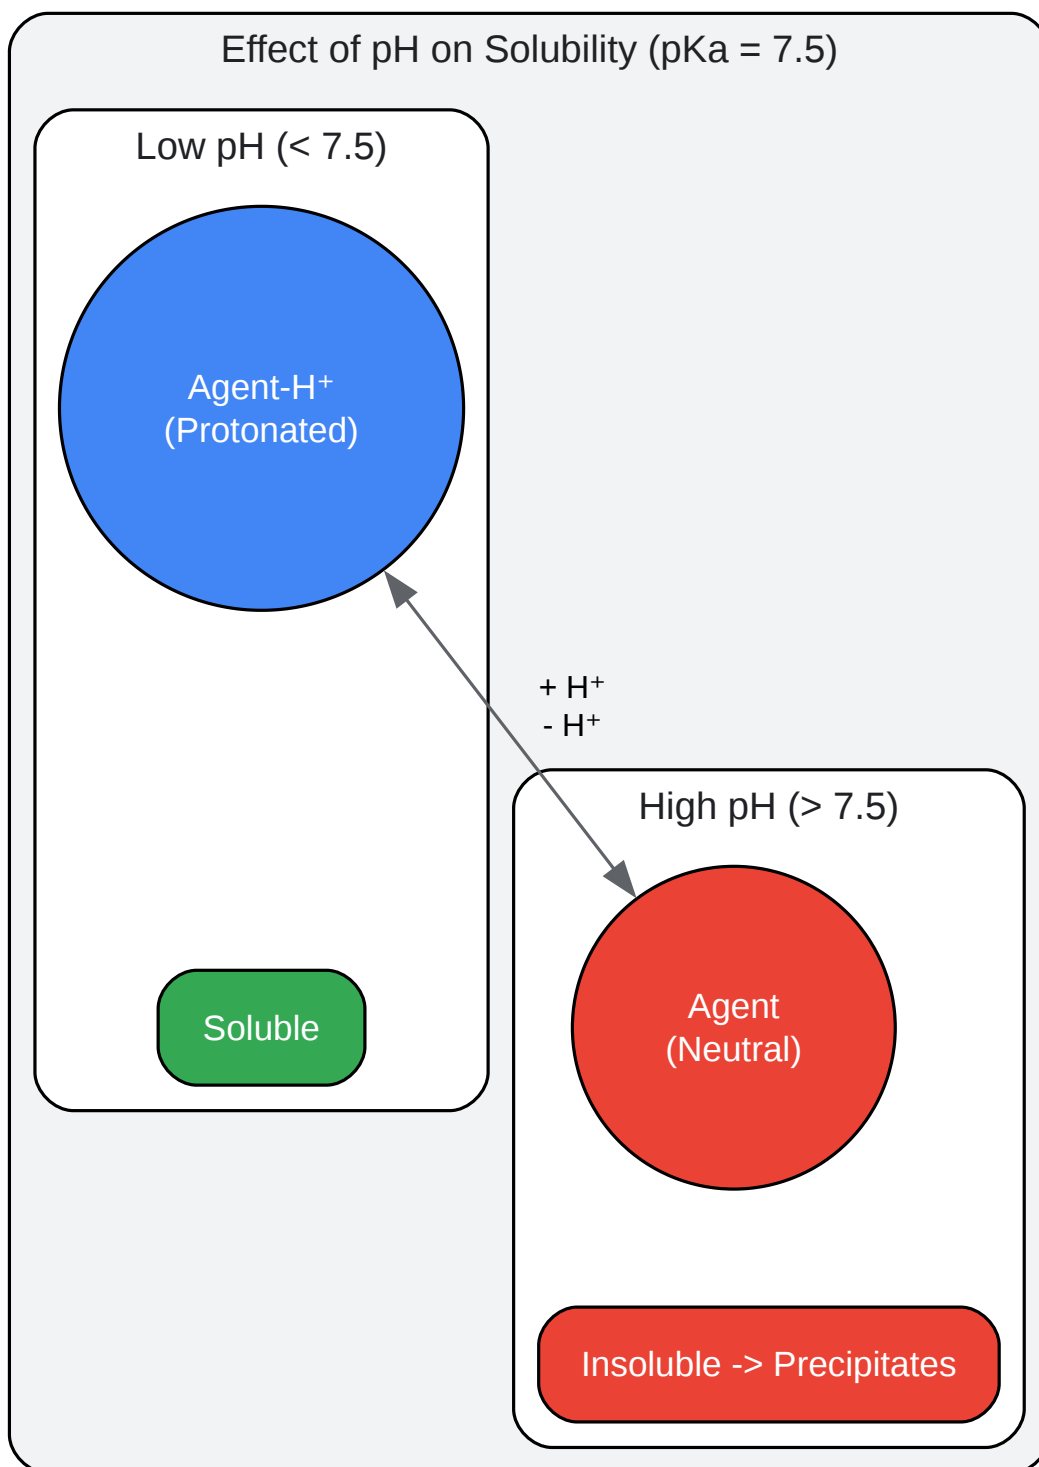 Effect of pH on Solubility (pKa = 7.5)
Low pH (< 7.5)
Agent-H⁺
(Protonated)
+ H⁺
- H⁺
High pH (> 7.5)
Agent
(Neutral)
Soluble
Insoluble -> Precipitates